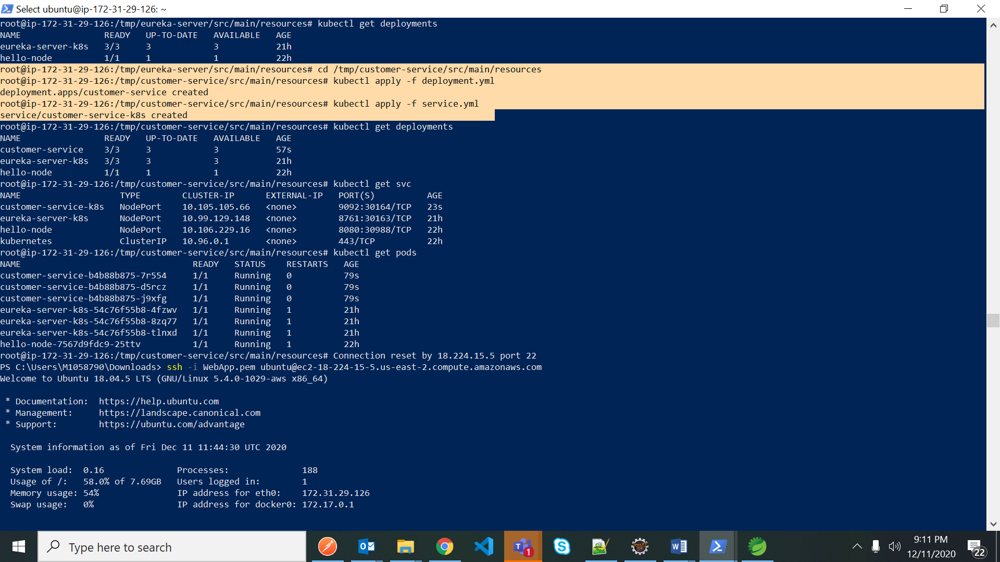 Select ubuntu@ip-172-31-29-126: ~
root@ip-172-31-29-126:/tmp/eureka-server/src/main/resources# kubectl get deployments
NAME                READY   UP-TO-DATE   AVAILABLE   AGE
eureka-server-k8s   3/3     3            3           21h
hello-node          1/1     1            1           22h
root@ip-172-31-29-126:/tmp/eureka-server/src/main/resources# cd /tmp/customer-service/src/main/resources
root@ip-172-31-29-126:/tmp/customer-service/src/main/resources# kubectl apply -f deployment.yml
deployment.apps/customer-service created
root@ip-172-31-29-126:/tmp/customer-service/src/main/resources# kubectl apply -f service.yml
service/customer-service-k8s created
root@ip-172-31-29-126:/tmp/customer-service/src/main/resources# kubectl get deployments
NAME                READY   UP-TO-DATE   AVAILABLE   AGE
customer-service    3/3     3            3           57s
eureka-server-k8s   3/3     3            3           21h
hello-node          1/1     1            1           22h
root@ip-172-31-29-126:/tmp/customer-service/src/main/resources# kubectl get svc
NAME                   TYPE        CLUSTER-IP      EXTERNAL-IP   PORT(S)          AGE
customer-service-k8s   NodePort    10.105.105.66   <none>        9092:30164/TCP   23s
eureka-server-k8s      NodePort    10.99.129.148   <none>        8761:30163/TCP   21h
hello-node             NodePort    10.106.229.16   <none>        8080:30988/TCP   22h
kubernetes             ClusterIP   10.96.0.1       <none>        443/TCP          22h
root@ip-172-31-29-126:/tmp/customer-service/src/main/resources# kubectl get pods
NAME                                 READY   STATUS    RESTARTS   AGE
customer-service-b4b88b875-7r554     1/1     Running   0          79s
customer-service-b4b88b875-d5rcz     1/1     Running   0          79s
customer-service-b4b88b875-j9xfg     1/1     Running   0          79s
eureka-server-k8s-54c76f55b8-4fzwv   1/1     Running   1          21h
eureka-server-k8s-54c76f55b8-8zq77   1/1     Running   1          21h
eureka-server-k8s-54c76f55b8-tlnxd   1/1     Running   1          21h
hello-node-7567d9fdc9-25ttv          1/1     Running   1          22h
root@ip-172-31-29-126:/tmp/customer-service/src/main/resources# Connection reset by 18.224.15.5 port 22
PS C:\Users\M1058790\Downloads> ssh -i WebApp.pem ubuntu@ec2-18-224-15-5.us-east-2.compute.amazonaws.com
Welcome to Ubuntu 18.04.5 LTS (GNU/Linux 5.4.0-1029-aws x86_64)
* Documentation:  https://help.ubuntu.com
* Management:     https://landscape.canonical.com
* Support:        https://ubuntu.com/advantage
System information as of Fri Dec 11 11:44:30 UTC 2020
System load:  0.16              Processes:              188
Usage of /:   58.0% of 7.69GB   Users logged in:        1
Memory usage: 54%               IP address for eth0:    172.31.29.126
Swap usage:   0%                IP address for docker0: 172.17.0.1
Type here to search
1
Java EE
IDE
9:11 PM
12/11/2020
22